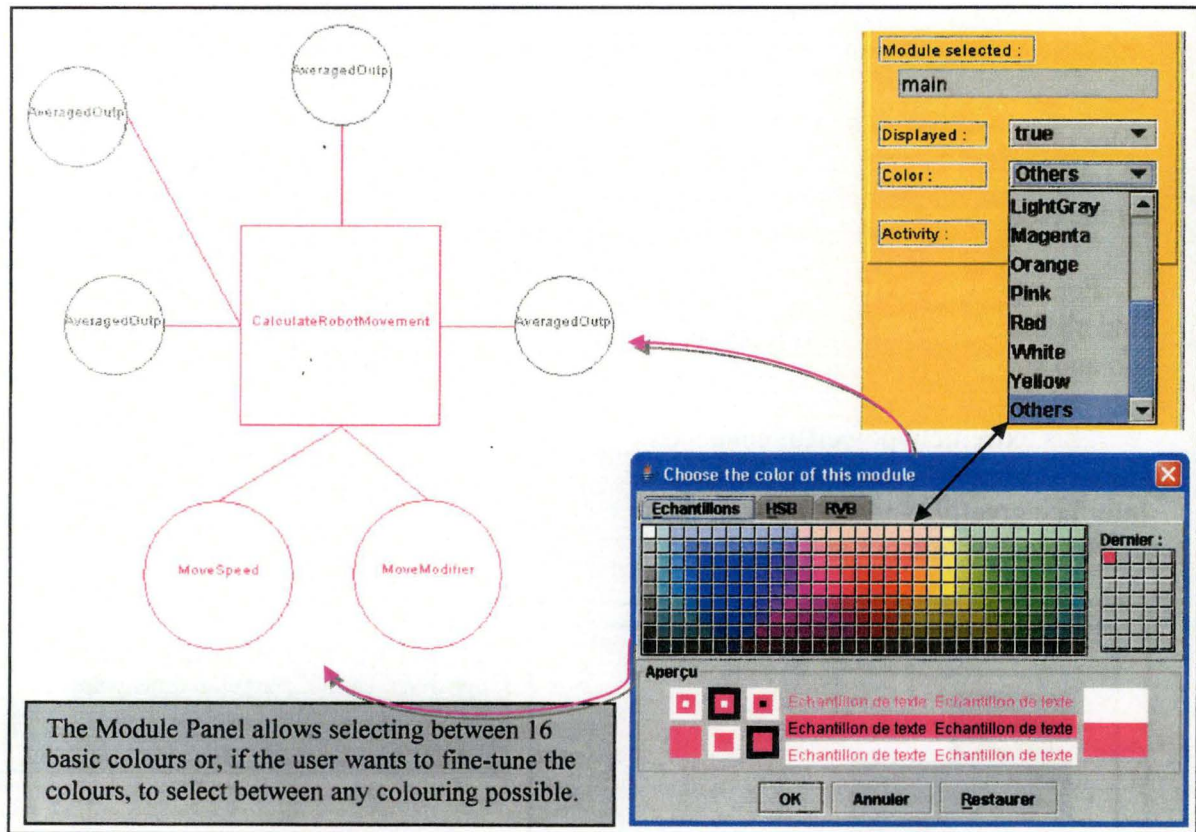 AveragedOutp
AveragedOutp
AveragedOutp
CalculateRobotMovement
AveragedOutp
MoveSpeed
MoveModifier
Module selected :
main
Displayed :
true
Color :
Others
Activity :
LightGray
Magenta
Orange
Pink
Red
White
Yellow
Others
Choose the color of this module
Echantillons HSB RVB
Dernier :
Aperçu
Echantillon de texte Echantillon de texte
Echantillon de texte Echantillon de texte
Echantillon de texte Echantillon de texte
OK Annuler Restaurer
The Module Panel allows selecting between 16
basic colours or, if the user wants to fine-tune the
colours, to select between any colouring possible.